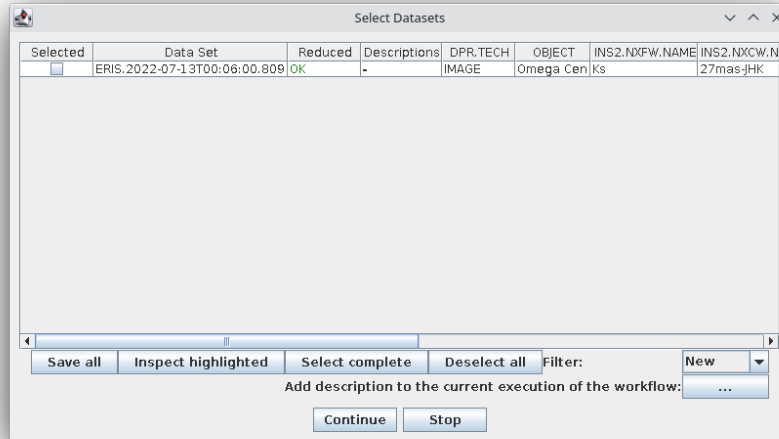 Select Datasets
Selected Data Set Reduced Descriptions DPR.TECH OBJECT INS2.NXFW.NAME INS2.NXCW.N
ERIS.2022-07-13T00:06:00.809 OK - IMAGE Omega Cen Ks 27mas-JHK
Save all Inspect highlighted Select complete Deselect all Filter: New
Add description to the current execution of the workflow: ...
Continue Stop